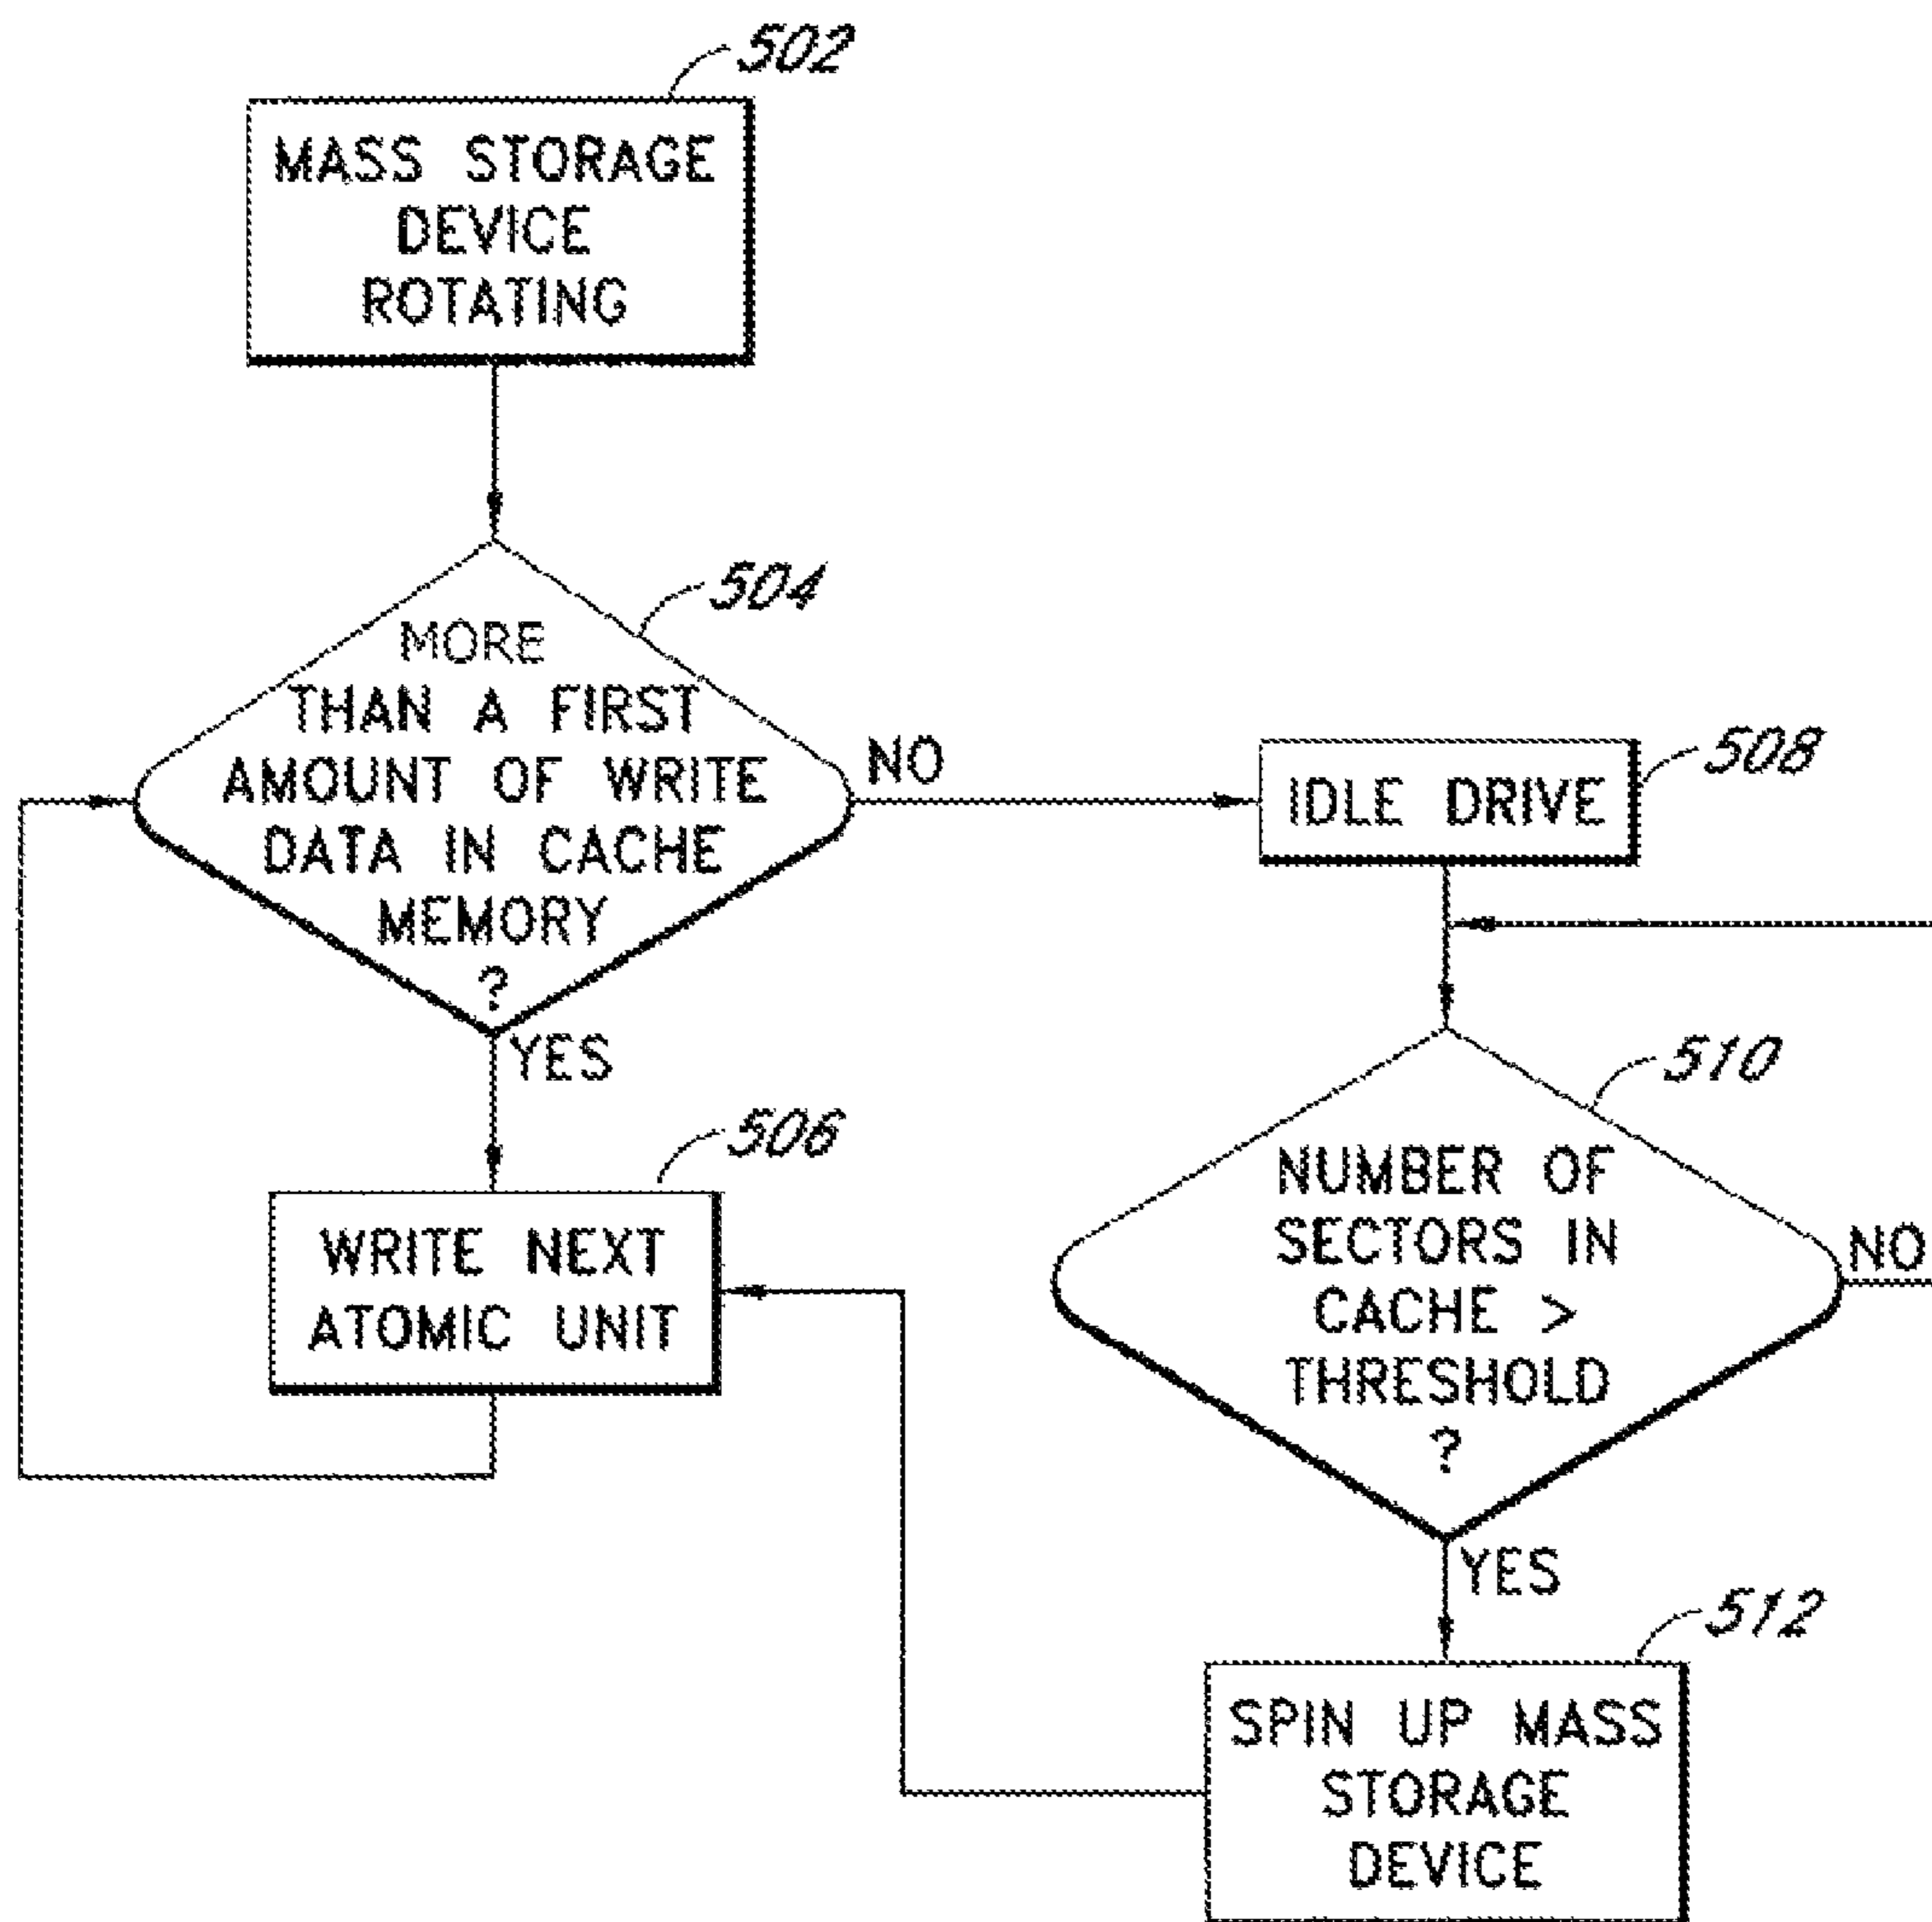 502
MASS STORAGE
DEVICE
ROTATING
504
MORE
THAN A FIRST
AMOUNT OF WRITE
DATA IN CACHE
MEMORY
?
NO
YES
508
IDLE DRIVE
506
WRITE NEXT
ATOMIC UNIT
510
NUMBER OF
SECTORS IN
CACHE >
THRESHOLD
?
NO
YES
512
SPIN UP MASS
STORAGE
DEVICE